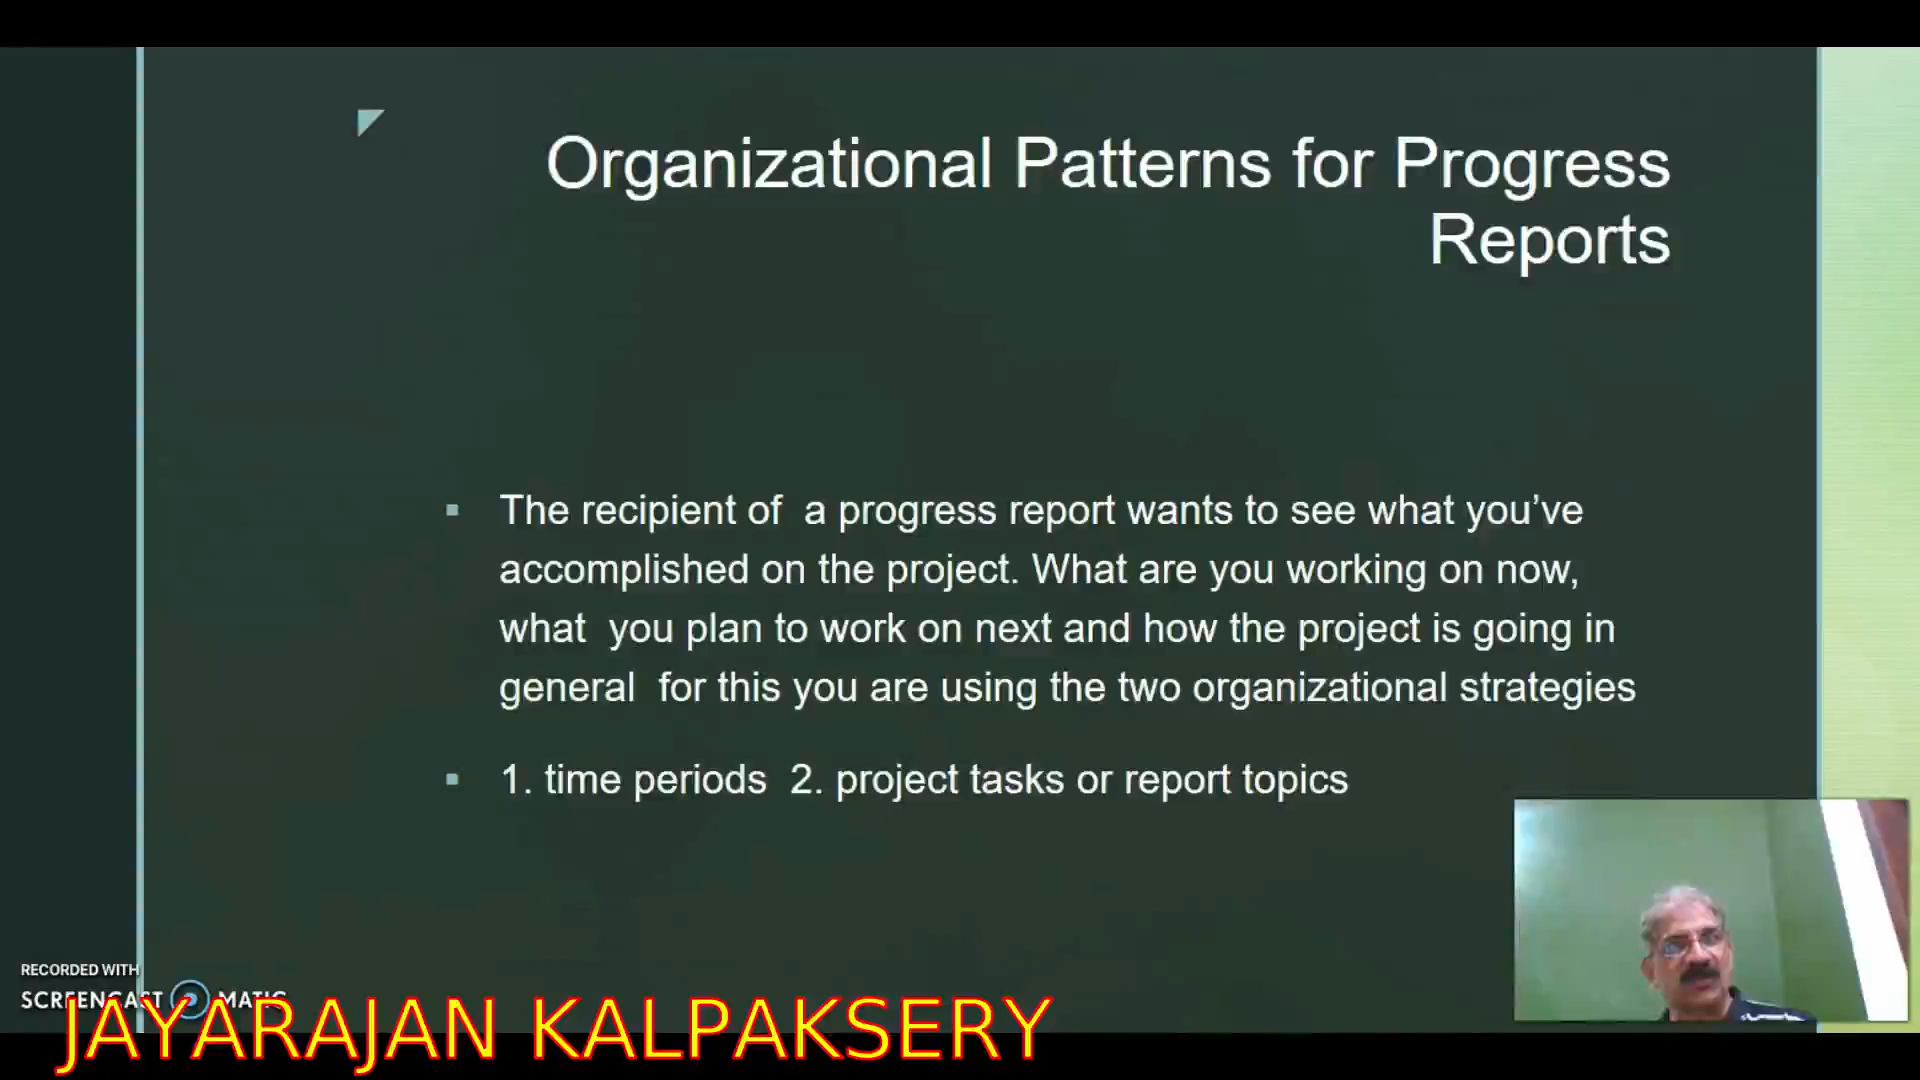 Organizational Patterns for Progress
Reports
The recipient of  a progress report wants to see what you’ve
accomplished on the project. What are you working on now,
what  you plan to work on next and how the project is going in
general  for this you are using the two organizational strategies
1. time periods  2. project tasks or report topics
RECORDED WITH
SCREENCAST MATIC
JAYARAJAN KALPAKSERY